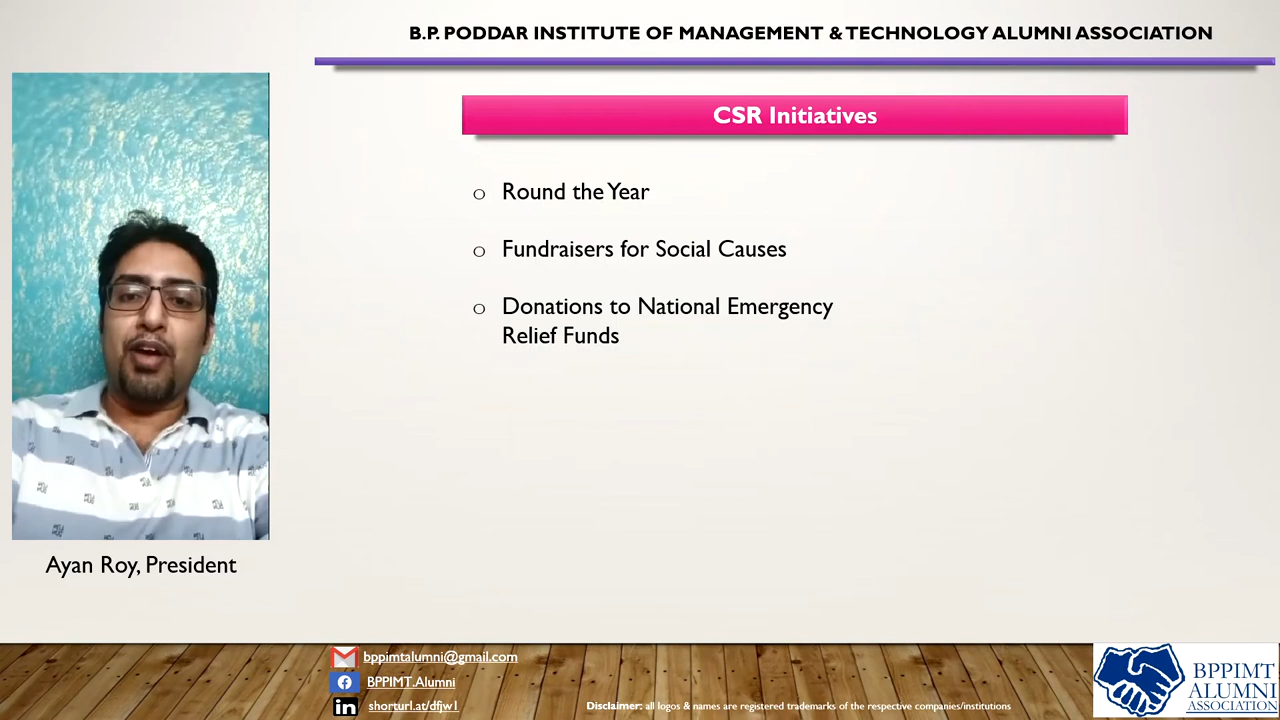 B.P. PODDAR INSTITUTE OF MANAGEMENT & TECHNOLOGY ALUMNI ASSOCIATION
CSR Initiatives
o Round the Year
o Fundraisers for Social Causes
o Donations to National Emergency
Relief Funds
Ayan Roy, President
bppimtalumni@gmail.com
BPPIMT.Alumni
in shorturl.at/dfjw1
Disclaimer: all logos & names are registered trademarks of the respective companies/institutions
BPPIMT
ALUMNI
ASSOCIATION